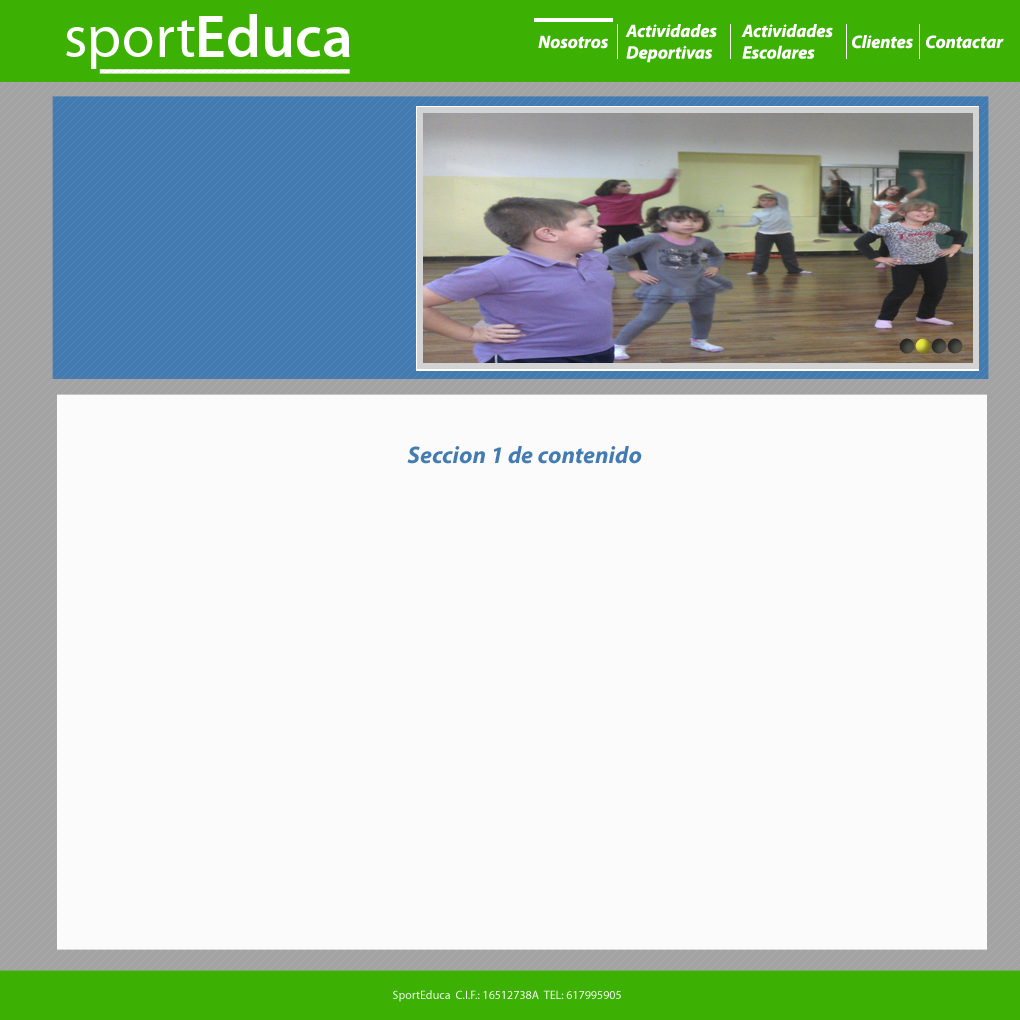 sportEduca
Nosotros
Actividades
Deportivas
Actividades
Escolares
Clientes
Contactar
Seccion 1 de contenido
SportEduca C.I.F.: 16512738A TEL: 617995905